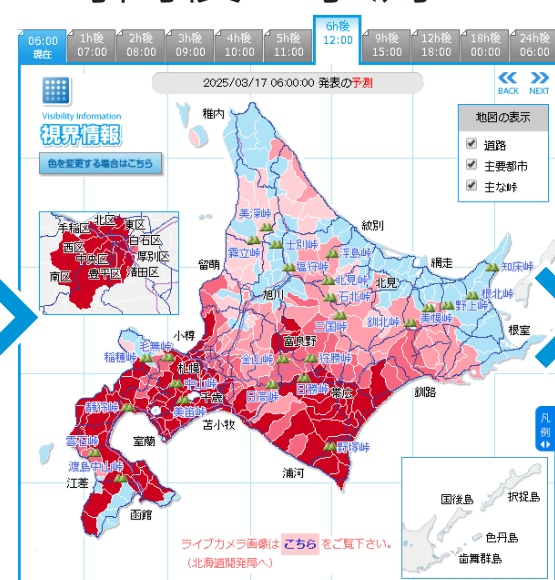 06:00 現在
1h後 07:00
2h後 08:00
3h後 09:00
4h後 10:00
5h後 11:00
6h後 12:00
9h後 15:00
12h後 18:00
18h後 00:00
24h後 06:00
2025/03/17 06:00:00 発表の予測
BACK NEXT
Visibility Information
視界情報
色を変更する場合はこちら
地図の表示
道路
主要都市
主な峠
稚内
美深峠
紋別
霧立峠
士別峠
浮島峠
網走
知床峠
留萌
塩狩峠
旭川
北見峠
北見
石北峠
根北峠
野上峠
美幌峠
釧北峠
三国峠
根室
手稲区
北区
東区
西区
白石区
中央区
厚別区
南区
豊平区
清田区
小樽
毛無峠
稲穂峠
札幌
中山峠
富良野
金山峠
狩勝峠
日勝峠
日高峠
帯広
釧路
千歳
静狩峠
美笛峠
苫小牧
雲石峠
室蘭
野塚峠
渡島中山峠
浦河
江差
函館
凡例
国後島
択捉島
色丹島
歯舞群島
ライブカメラ画像は こちら をご覧下さい。
（北海道開発局へ）